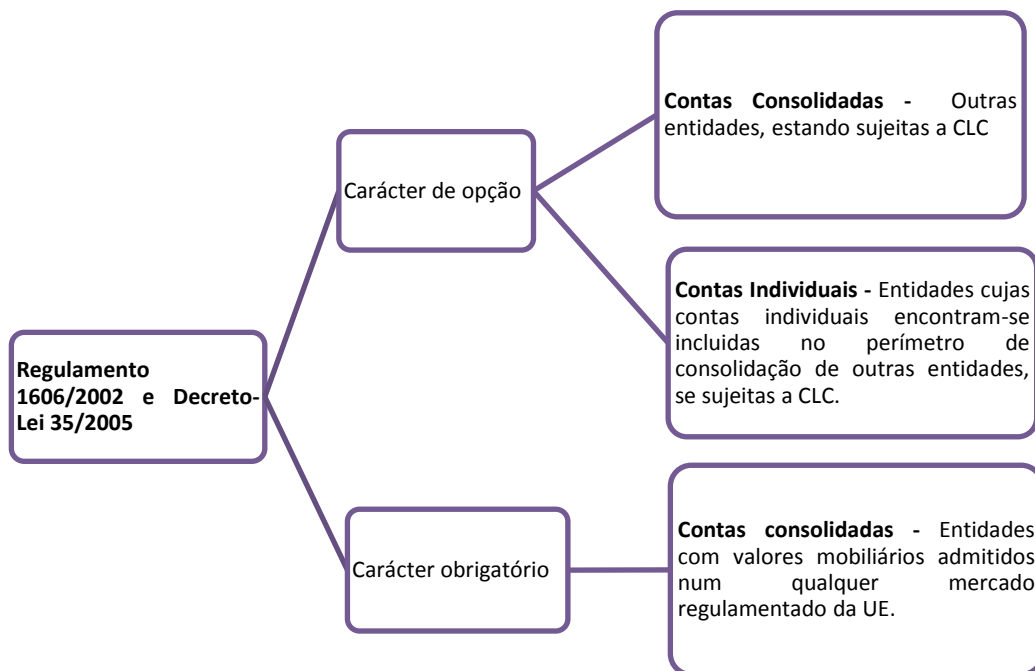 Regulamento
1606/2002 e Decreto-
Lei 35/2005
Carácter de opção
Contas Consolidadas - Outras
entidades, estando sujeitas a CLC
Contas Individuais - Entidades cujas
contas individuais encontram-se
incluidas no perímetro de
consolidação de outras entidades,
se sujeitas a CLC.
Carácter obrigatório
Contas consolidadas - Entidades
com valores mobiliários admitidos
num qualquer mercado
regulamentado da UE.